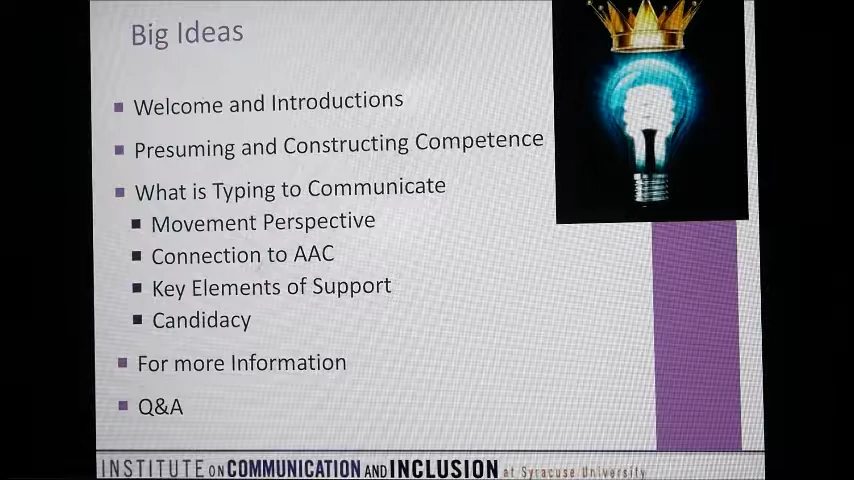 Big Ideas
Welcome and Introductions
Presuming and Constructing Competence
What is Typing to Communicate
Movement Perspective
Connection to AAC
Key Elements of Support
Candidacy
For more Information
Q&A
INSTITUTE ON COMMUNICATION AND INCLUSION at Syracuse University